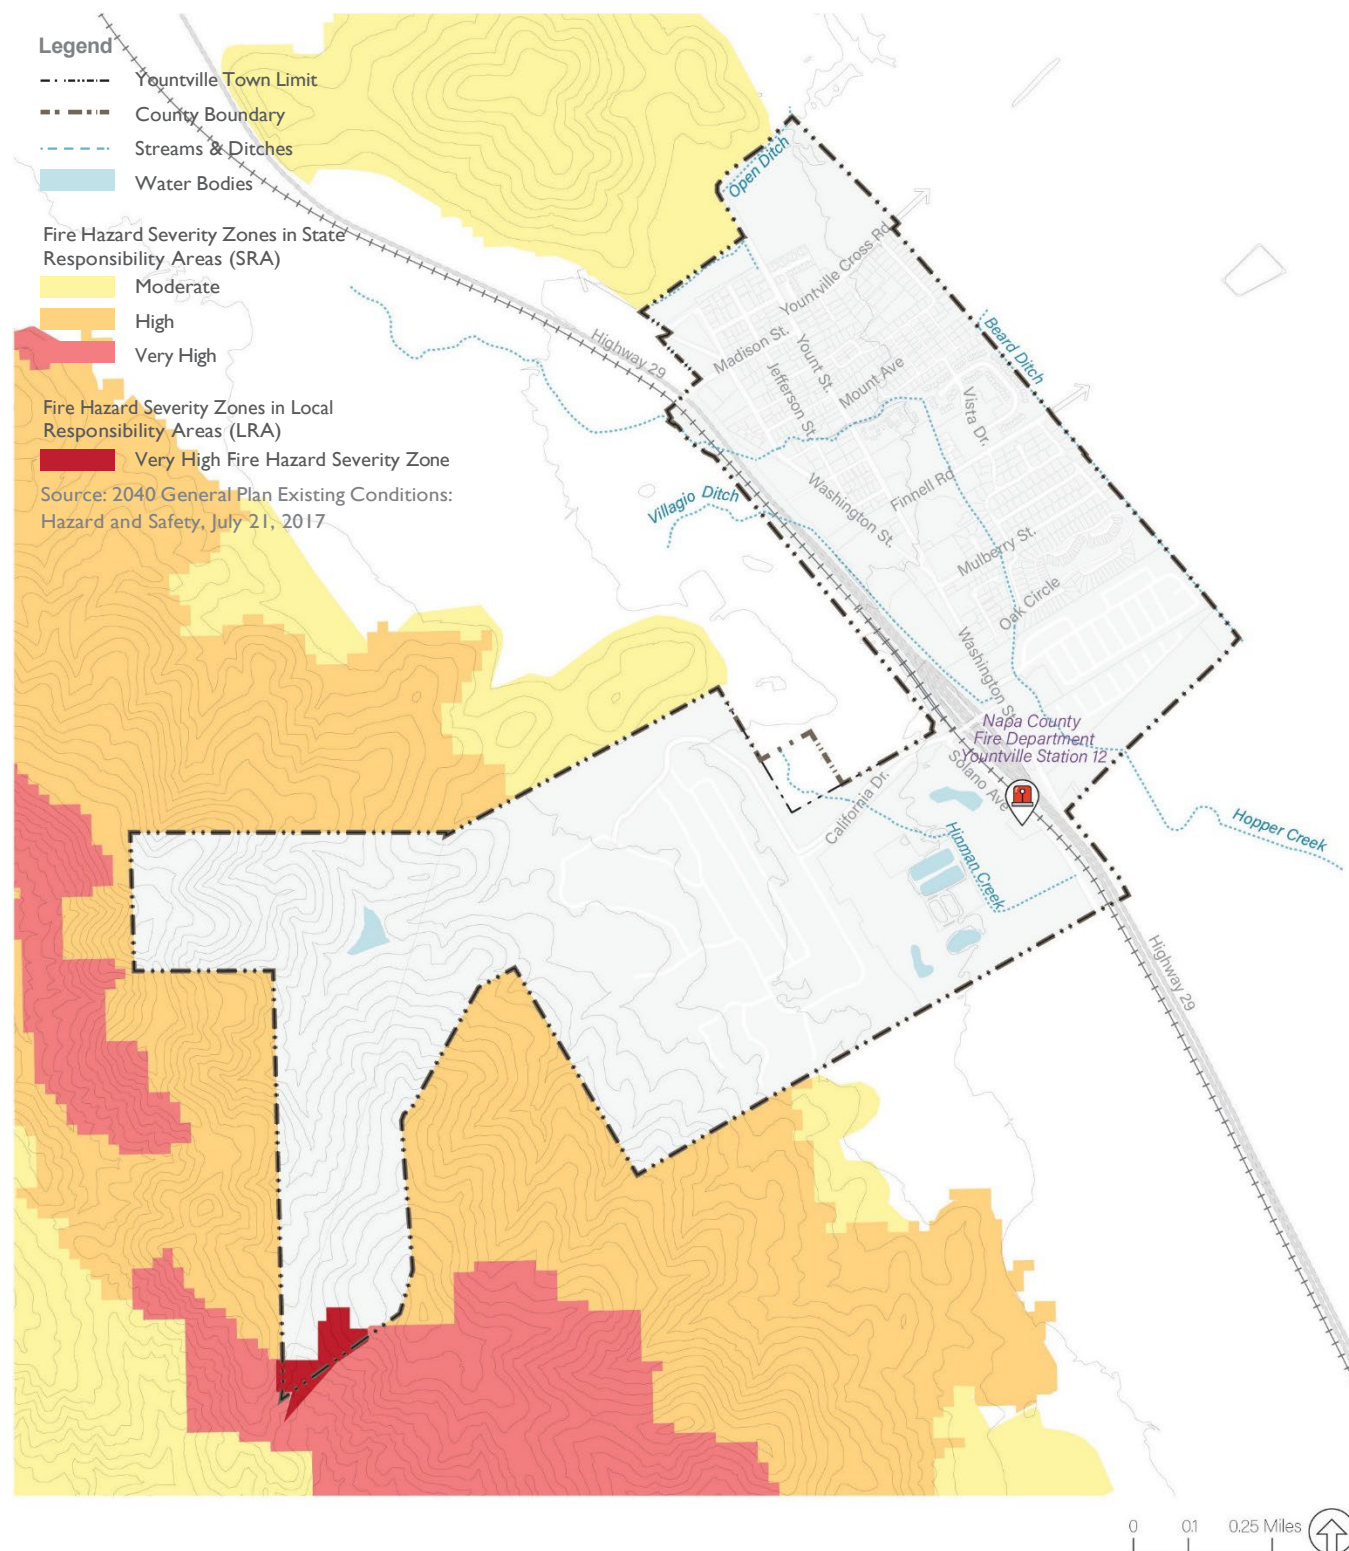 Legend
Yountville Town Limit
County Boundary
Streams & Ditches
Water Bodies
Fire Hazard Severity Zones in State
Responsibility Areas (SRA)
Moderate
High
Very High
Fire Hazard Severity Zones in Local
Responsibility Areas (LRA)
Very High Fire Hazard Severity Zone
Source: 2040 General Plan Existing Conditions:
Hazard and Safety, July 21, 2017
Open Ditch
Yountville Cross Rd
Highway 29
Madison St.
Yount St.
Jefferson St.
Mount Ave
Beard Ditch
Vista Dr.
Villagio Ditch
Washington St.
Finnell Rd
Mulberry St.
Oak Circle
Washington St.
Napa County
Fire Department
Yountville Station 12
Solano Ave
California Dr.
Hinman Creek
Hopper Creek
Highway 29
0 0.1 0.25 Miles